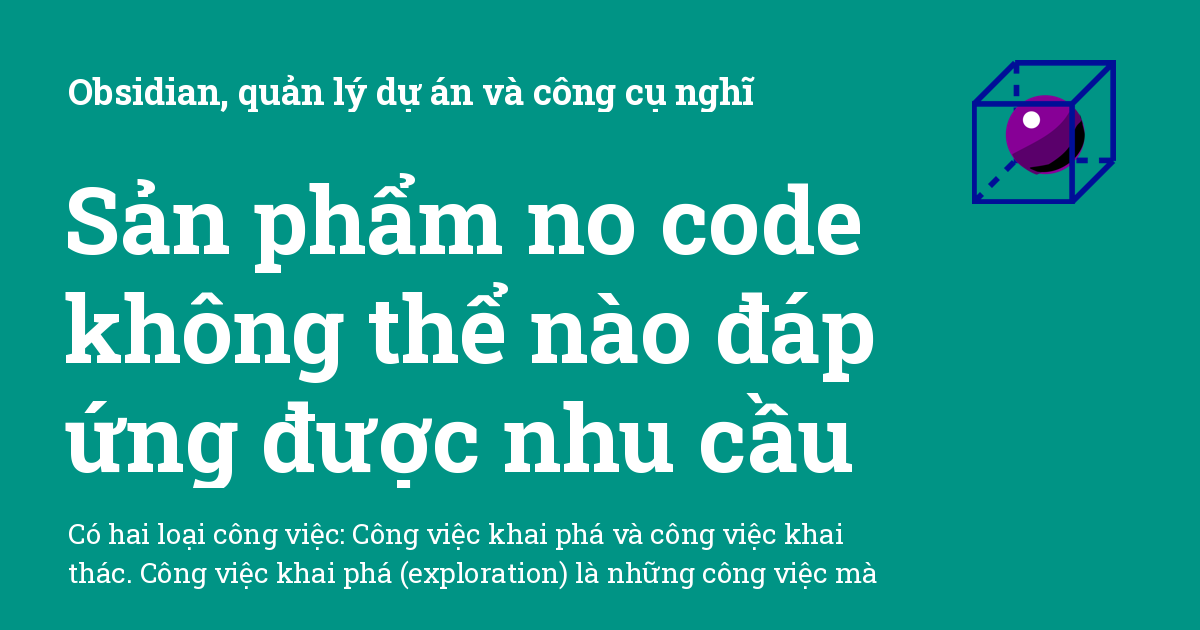 Obsidian, quản lý dự án và công cụ nghĩ
Sản phẩm no code
không thể nào đáp
ứng được nhu cầu
Có hai loại công việc: Công việc khai phá và công việc khai
thác. Công việc khai phá (exploration) là những công việc mà